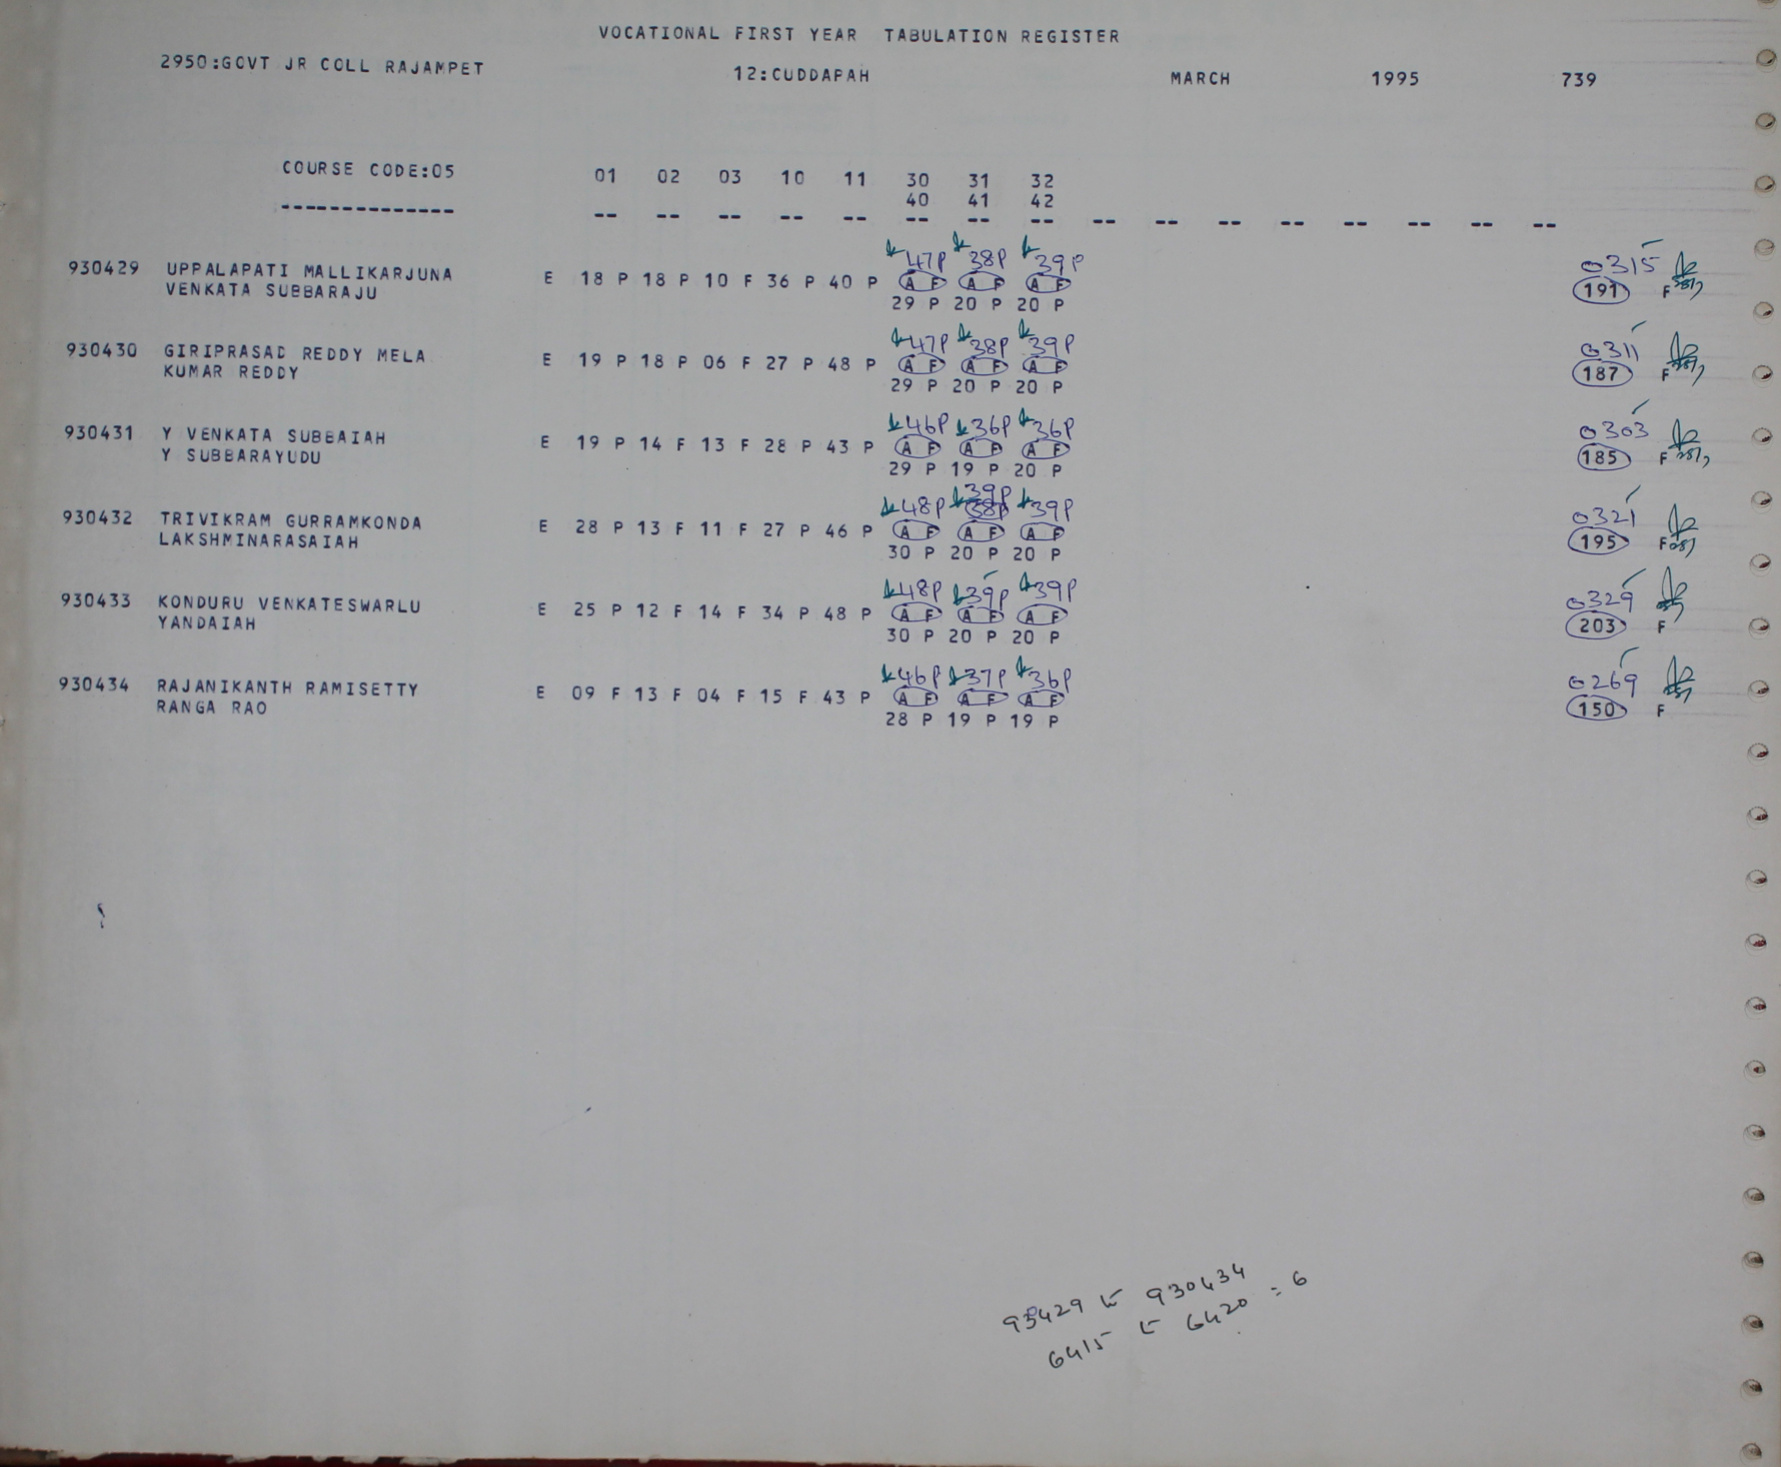 VOCATIONAL FIRST YEAR TABULATION REGISTER
2950:GOVT JR COLL RAJAMPET 12:CUDDAPAH MARCH 1995 739
COURSE CODE:05 01 02 03 10 11 30 31 32
40 41 42
-------------- -- -- -- -- -- -- -- -- -- -- -- -- -- -- -- --
47P 38P 39P 0315
930429 UPPALAPATI MALLIKARJUNA E 18 P 18 P 10 F 36 P 40 P A F A F A F 191 F
VENKATA SUBBARAJU 29 P 20 P 20 P
47P 38P 39P 0311
930430 GIRIPRASAD REDDY MELA E 19 P 18 P 06 F 27 P 48 P A F A F A F 187 F
KUMAR REDDY 29 P 20 P 20 P
46P 36P 36P 0303
930431 Y VENKATA SUBBAIAH E 19 P 14 F 13 F 28 P 43 P A F A F A F 185 F
Y SUBBARAYUDU 29 P 19 P 20 P
39P
48P 38P 39P 0321
930432 TRIVIKRAM GURRAMKONDA E 28 P 13 F 11 F 27 P 46 P A F A F A F 195 F
LAKSHMINARASAIAH 30 P 20 P 20 P
48P 39P 39P 0329
930433 KONDURU VENKATESWARLU E 25 P 12 F 14 F 34 P 48 P A F A F A F 203 F
YANDAIAH 30 P 20 P 20 P
46P 37P 36P 0269
930434 RAJANIKANTH RAMISETTY E 09 F 13 F 04 F 15 F 43 P A F A F A F 150 F
RANGA RAO 28 P 19 P 19 P
930429 to 930434
6415 to 6420 = 6